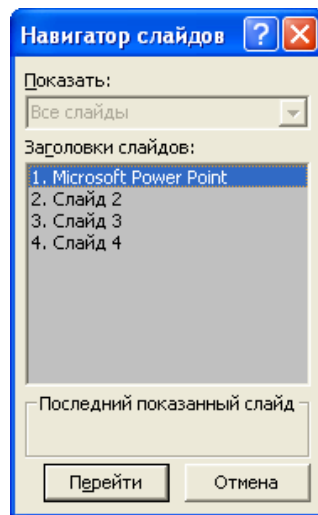 Навигатор слайдов
Показать:
Все слайды
Заголовки слайдов:
1. Microsoft Power Point
2. Слайд 2
3. Слайд 3
4. Слайд 4
Последний показанный слайд
Перейти Отмена